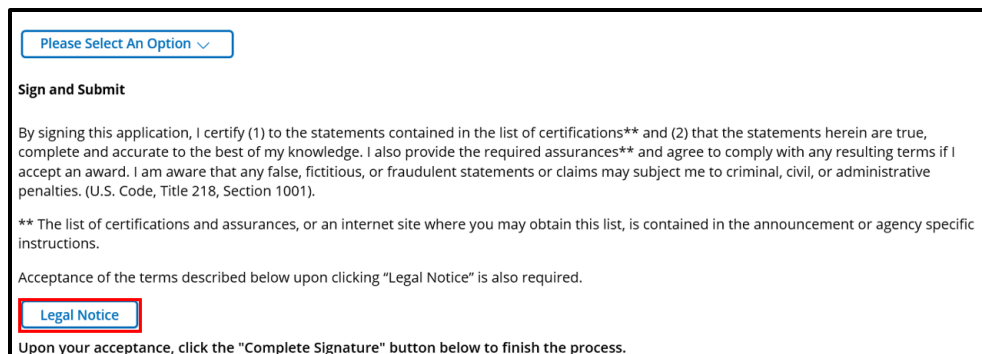 Please Select An Option
Sign and Submit
By signing this application, I certify (1) to the statements contained in the list of certifications** and (2) that the statements herein are true,
complete and accurate to the best of my knowledge. I also provide the required assurances** and agree to comply with any resulting terms if I
accept an award. I am aware that any false, fictitious, or fraudulent statements or claims may subject me to criminal, civil, or administrative
penalties. (U.S. Code, Title 218, Section 1001).
** The list of certifications and assurances, or an internet site where you may obtain this list, is contained in the announcement or agency specific
instructions.
Acceptance of the terms described below upon clicking “Legal Notice” is also required.
Legal Notice
Upon your acceptance, click the "Complete Signature" button below to finish the process.